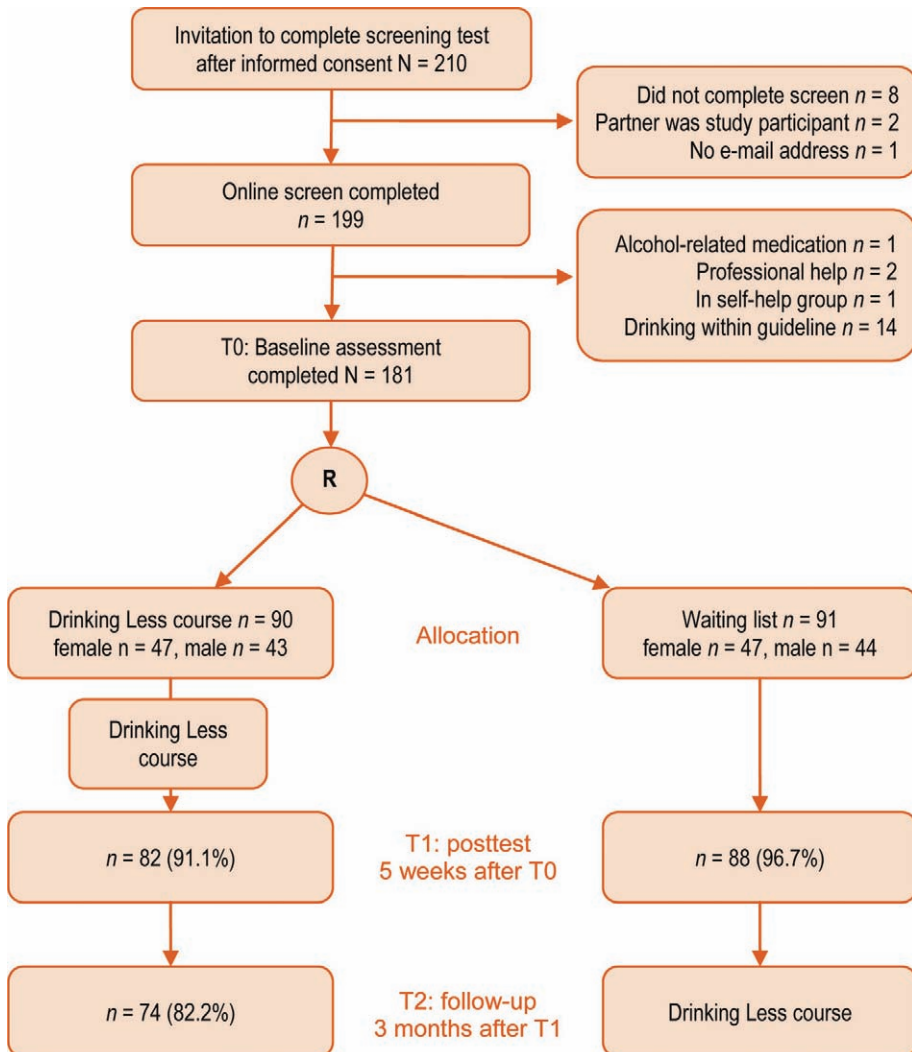 Invitation to complete screening test
after informed consent N = 210
Did not complete screen n = 8
Partner was study participant n = 2
No e-mail address n = 1
Online screen completed
n = 199
Alcohol-related medication n = 1
Professional help n = 2
In self-help group n = 1
Drinking within guideline n = 14
T0: Baseline assessment
completed N = 181
R
Drinking Less course n = 90
female n = 47, male n = 43
Allocation
Waiting list n = 91
female n = 47, male n = 44
Drinking Less
course
n = 82 (91.1%)
T1: posttest
5 weeks after T0
n = 88 (96.7%)
n = 74 (82.2%)
T2: follow-up
3 months after T1
Drinking Less course